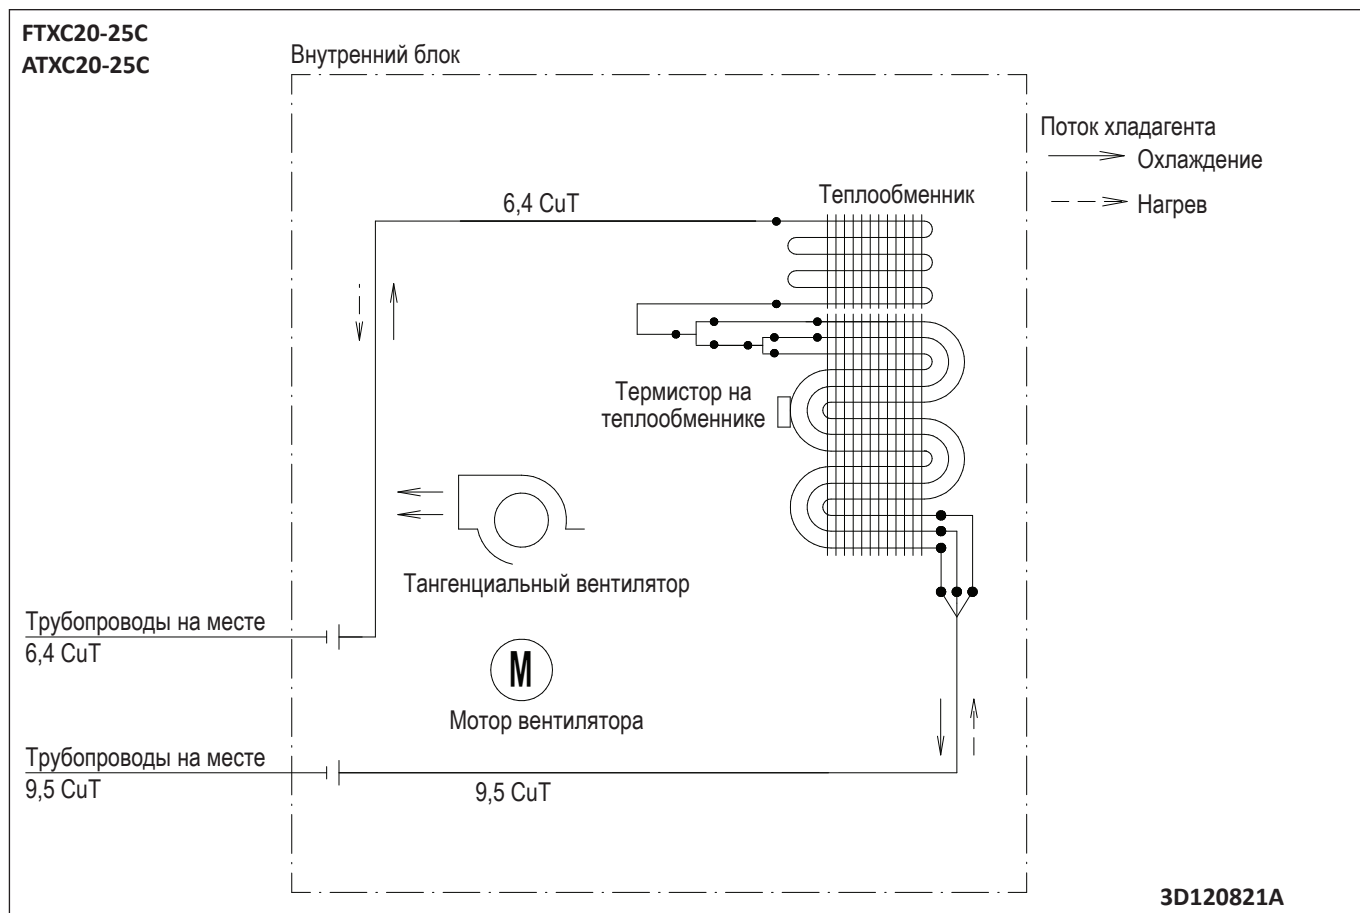 FTXC20-25C
ATXC20-25C
Внутренний блок
Поток хладагента
Охлаждение
Нагрев
6,4 CuT
Теплообменник
Термистор на
теплообменнике
Тангенциальный вентилятор
Трубопроводы на месте
6,4 CuT
M
Мотор вентилятора
Трубопроводы на месте
9,5 CuT
9,5 CuT
3D120821A